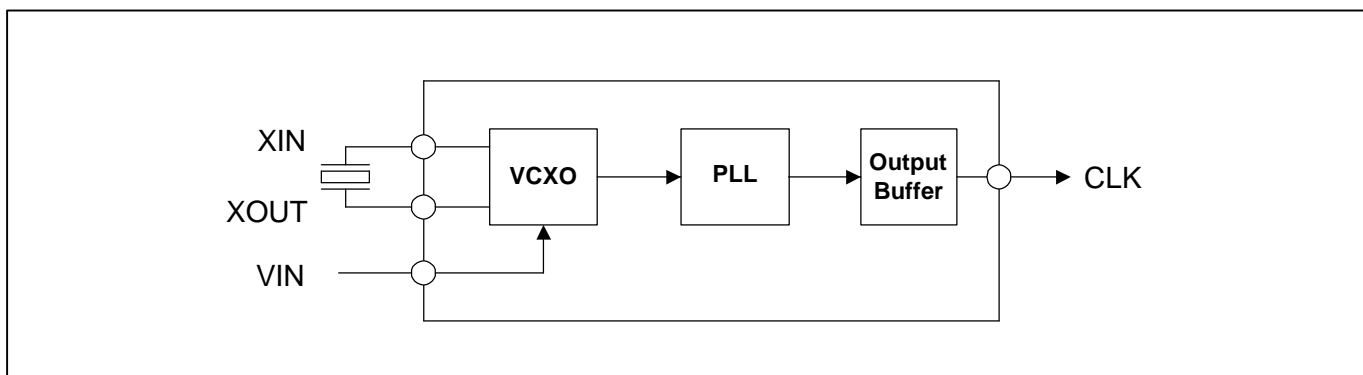 XIN
XOUT
VIN
VCXO
PLL
Output
Buffer
CLK